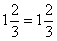 1 2/3 = 1 2/3